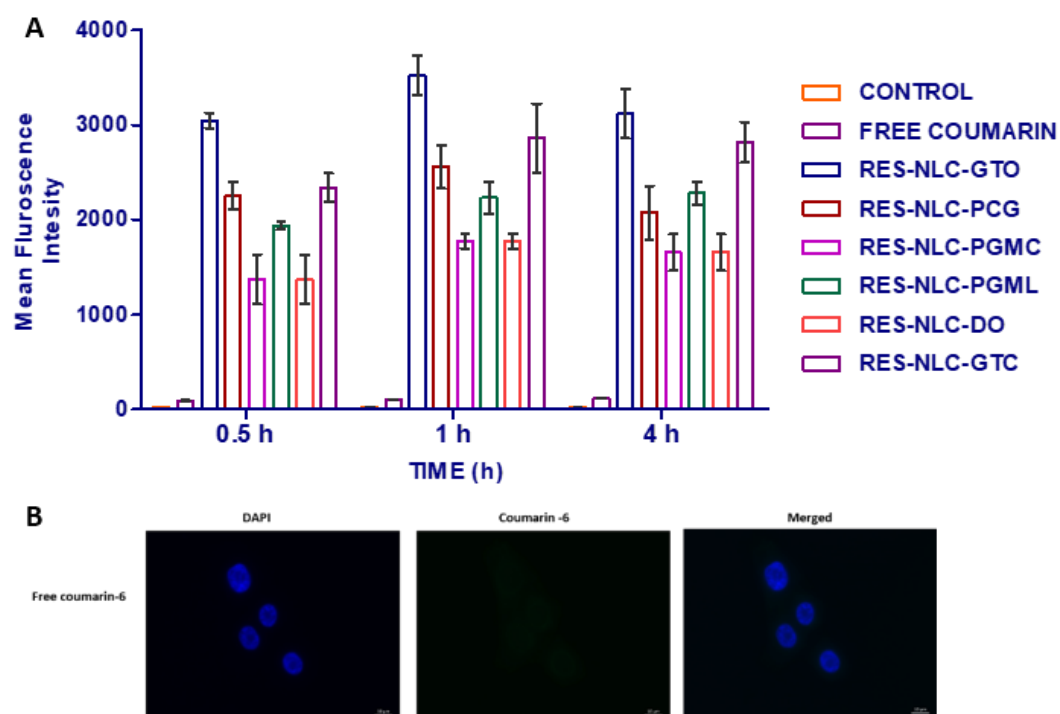 A
4000
3000
2000
1000
0
Mean Fluroscence
Intesity
0.5 h
1 h
4 h
TIME (h)
CONTROL
FREE COUMARIN
RES-NLC-GTO
RES-NLC-PCG
RES-NLC-PGMC
RES-NLC-PGML
RES-NLC-DO
RES-NLC-GTC
B
DAPI
Coumarin -6
Merged
Free coumarin-6